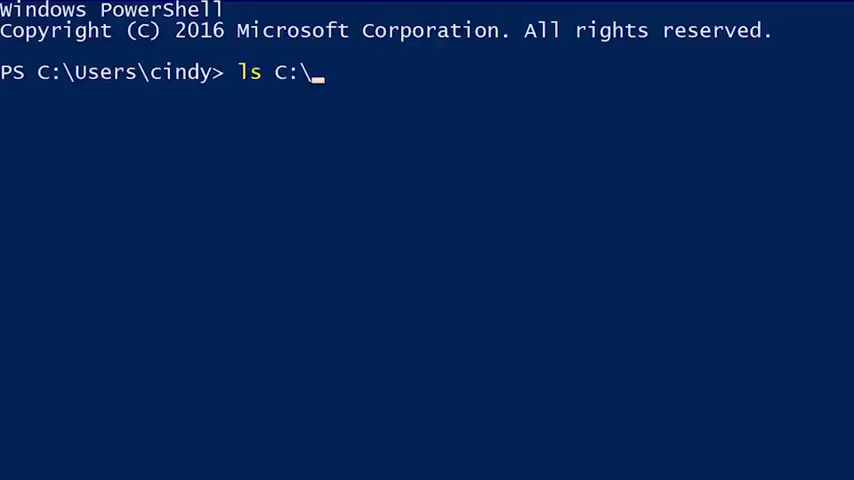 Windows PowerShell
Copyright (C) 2016 Microsoft Corporation. All rights reserved.
PS C:\Users\cindy> ls C:\